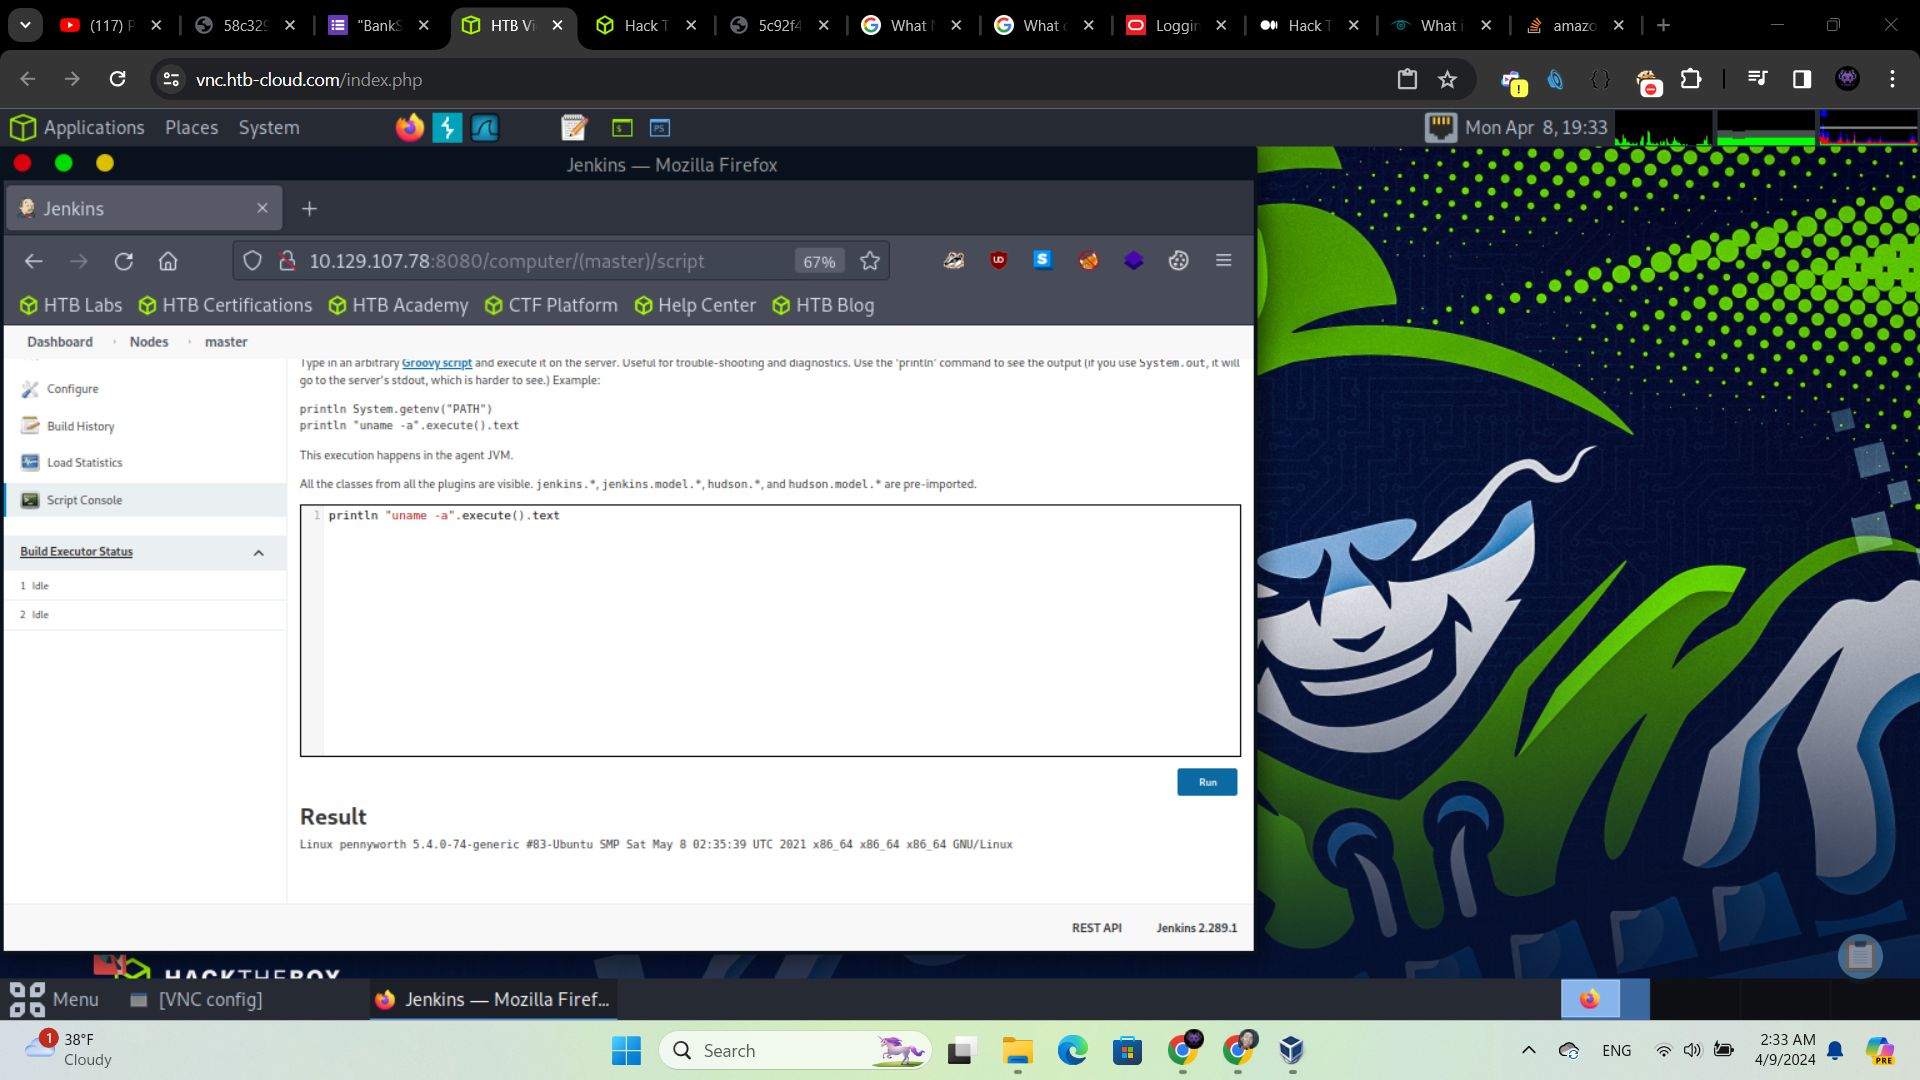 (117) P
58c329
"BankS
HTB Vi
Hack T
5c92f4
What
What
Loggin
Hack T
What i
amazo
vnc.htb-cloud.com/index.php
Applications Places System
Mon Apr 8, 19:33
Jenkins — Mozilla Firefox
Jenkins
10.129.107.78:8080/computer/(master)/script
67%
HTB Labs HTB Certifications HTB Academy CTF Platform Help Center HTB Blog
Dashboard Nodes master
Configure
Build History
Load Statistics
Script Console
Build Executor Status
1 Idle
2 Idle
Type in an arbitrary Groovy script and execute it on the server. Useful for trouble-shooting and diagnostics. Use the 'println' command to see the output (if you use System.out, it will
go to the server's stdout, which is harder to see.) Example:
println System.getenv("PATH")
println "uname -a".execute().text
This execution happens in the agent JVM.
All the classes from all the plugins are visible. jenkins.*, jenkins.model.*, hudson.*, and hudson.model.* are pre-imported.
1 println "uname -a".execute().text
Run
Result
Linux pennyworth 5.4.0-74-generic #83-Ubuntu SMP Sat May 8 02:35:39 UTC 2021 x86_64 x86_64 x86_64 GNU/Linux
REST API Jenkins 2.289.1
HACKTHEBOX
Menu [VNC config] Jenkins — Mozilla Firef...
1
38°F
Cloudy
Search
ENG
2:33 AM
4/9/2024
PRE